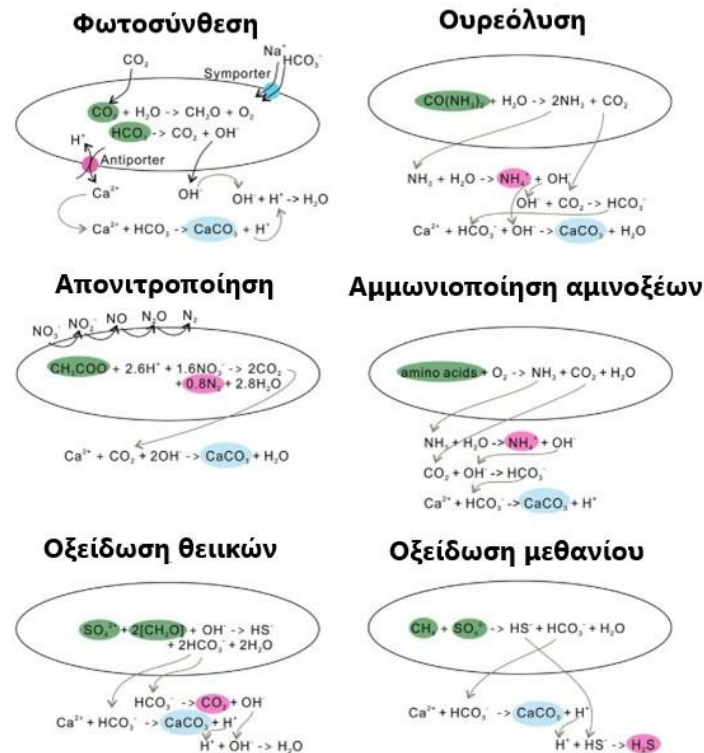 Φωτοσύνθεση
CO₂
Na⁺
HCO₃⁻
Symporter
CO₂ + H₂O -> CH₂O + O₂
HCO₃⁻ -> CO₂ + OH⁻
H⁺
Antiporter
Ca²⁺
OH⁻
OH⁻ + H⁺ -> H₂O
Ca²⁺ + HCO₃⁻ -> CaCO₃ + H⁺
Ουρεόλυση
CO(NH₂)₂ + H₂O -> 2NH₃ + CO₂
NH₃ + H₂O -> NH₄⁺ + OH⁻
OH⁻ + CO₂ -> HCO₃⁻
Ca²⁺ + HCO₃⁻ + OH⁻ -> CaCO₃ + H₂O
Απονιτροποίηση
NO₃⁻ NO₂⁻ NO N₂O N₂
CH₃COO⁻ + 2.6H⁺ + 1.6NO₃⁻ -> 2CO₂
+ 0.8N₂ + 2.8H₂O
Ca²⁺ + CO₂ + 2OH⁻ -> CaCO₃ + H₂O
Αμμωνιοποίηση αμινοξέων
amino acids + O₂ -> NH₃ + CO₂ + H₂O
NH₃ + H₂O -> NH₄⁺ + OH⁻
CO₂ + OH⁻ -> HCO₃⁻
Ca²⁺ + HCO₃⁻ -> CaCO₃ + H⁺
Οξείδωση θειικών
SO₄²⁻ + 2[CH₂O] + OH⁻ -> HS⁻
+ 2HCO₃⁻ + 2H₂O
HCO₃⁻ -> CO₂ + OH⁻
Ca²⁺ + HCO₃⁻ -> CaCO₃ + H⁺
H⁺ + OH⁻ -> H₂O
Οξείδωση μεθανίου
CH₄ + SO₄²⁻ -> HS⁻ + HCO₃⁻ + H₂O
Ca²⁺ + HCO₃⁻ -> CaCO₃ + H⁺
H⁺ + HS⁻ -> H₂S